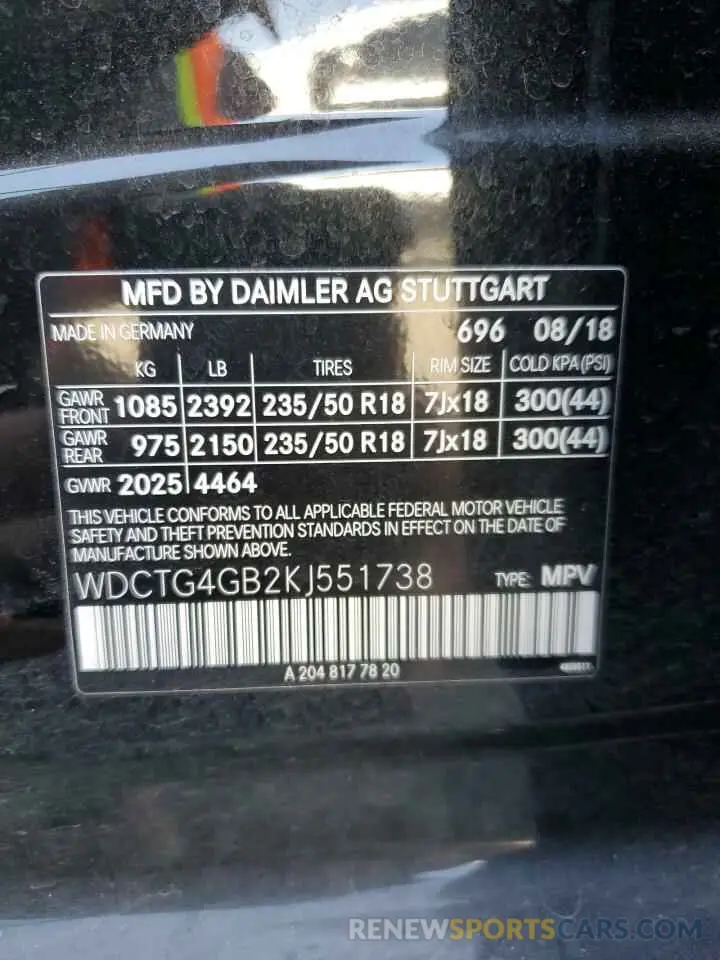 MFD BY DAIMLER AG STUTTGART
MADE IN GERMANY 696 08/18
KG LB TIRES RIM SIZE COLD KPA (PSI)
GAWR FRONT 1085 2392 235/50 R18 7Jx18 300(44)
GAWR REAR 975 2150 235/50 R18 7Jx18 300(44)
GVWR 2025 4464
THIS VEHICLE CONFORMS TO ALL APPLICABLE FEDERAL MOTOR VEHICLE
SAFETY AND THEFT PREVENTION STANDARDS IN EFFECT ON THE DATE OF
MANUFACTURE SHOWN ABOVE.
WDCTG4GB2KJ551738 TYPE: MPV
A 204 817 78 20
RENEWSPORTSCARS.COM